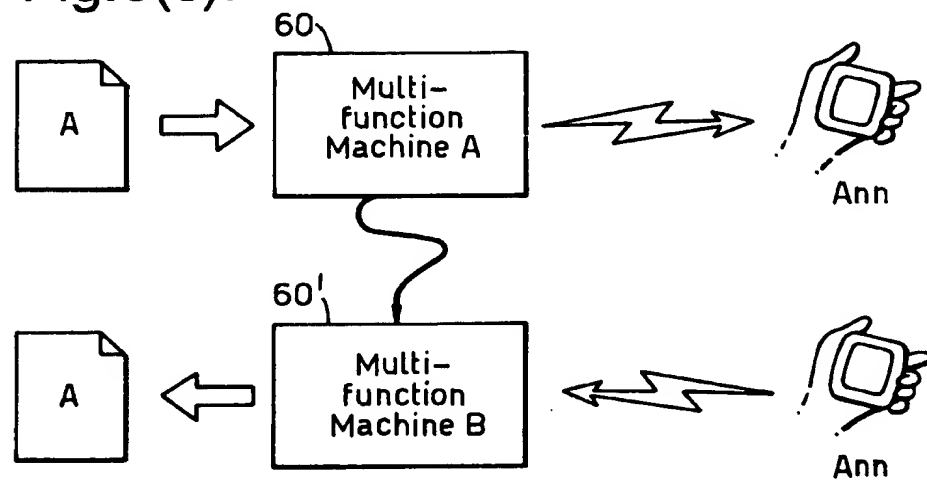 60
A
Multi-
function
Machine A
Ann
60'
A
Multi-
function
Machine B
Ann